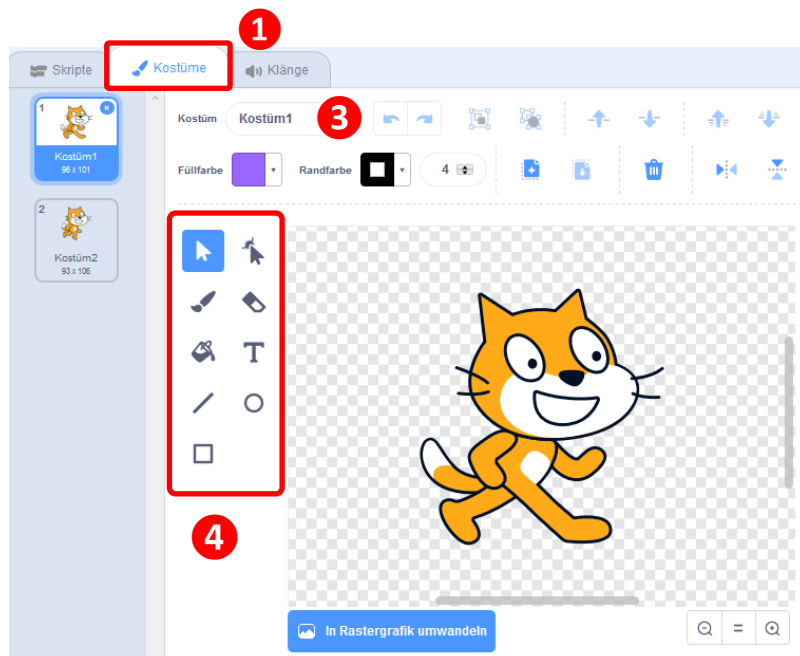 1
Skripte Kostüme Klänge
1
Kostüm1
96 x 101
2
Kostüm2
93 x 106
Kostüm Kostüm1 3
Füllfarbe Randfarbe 4
T
4
In Rastergrafik umwandeln